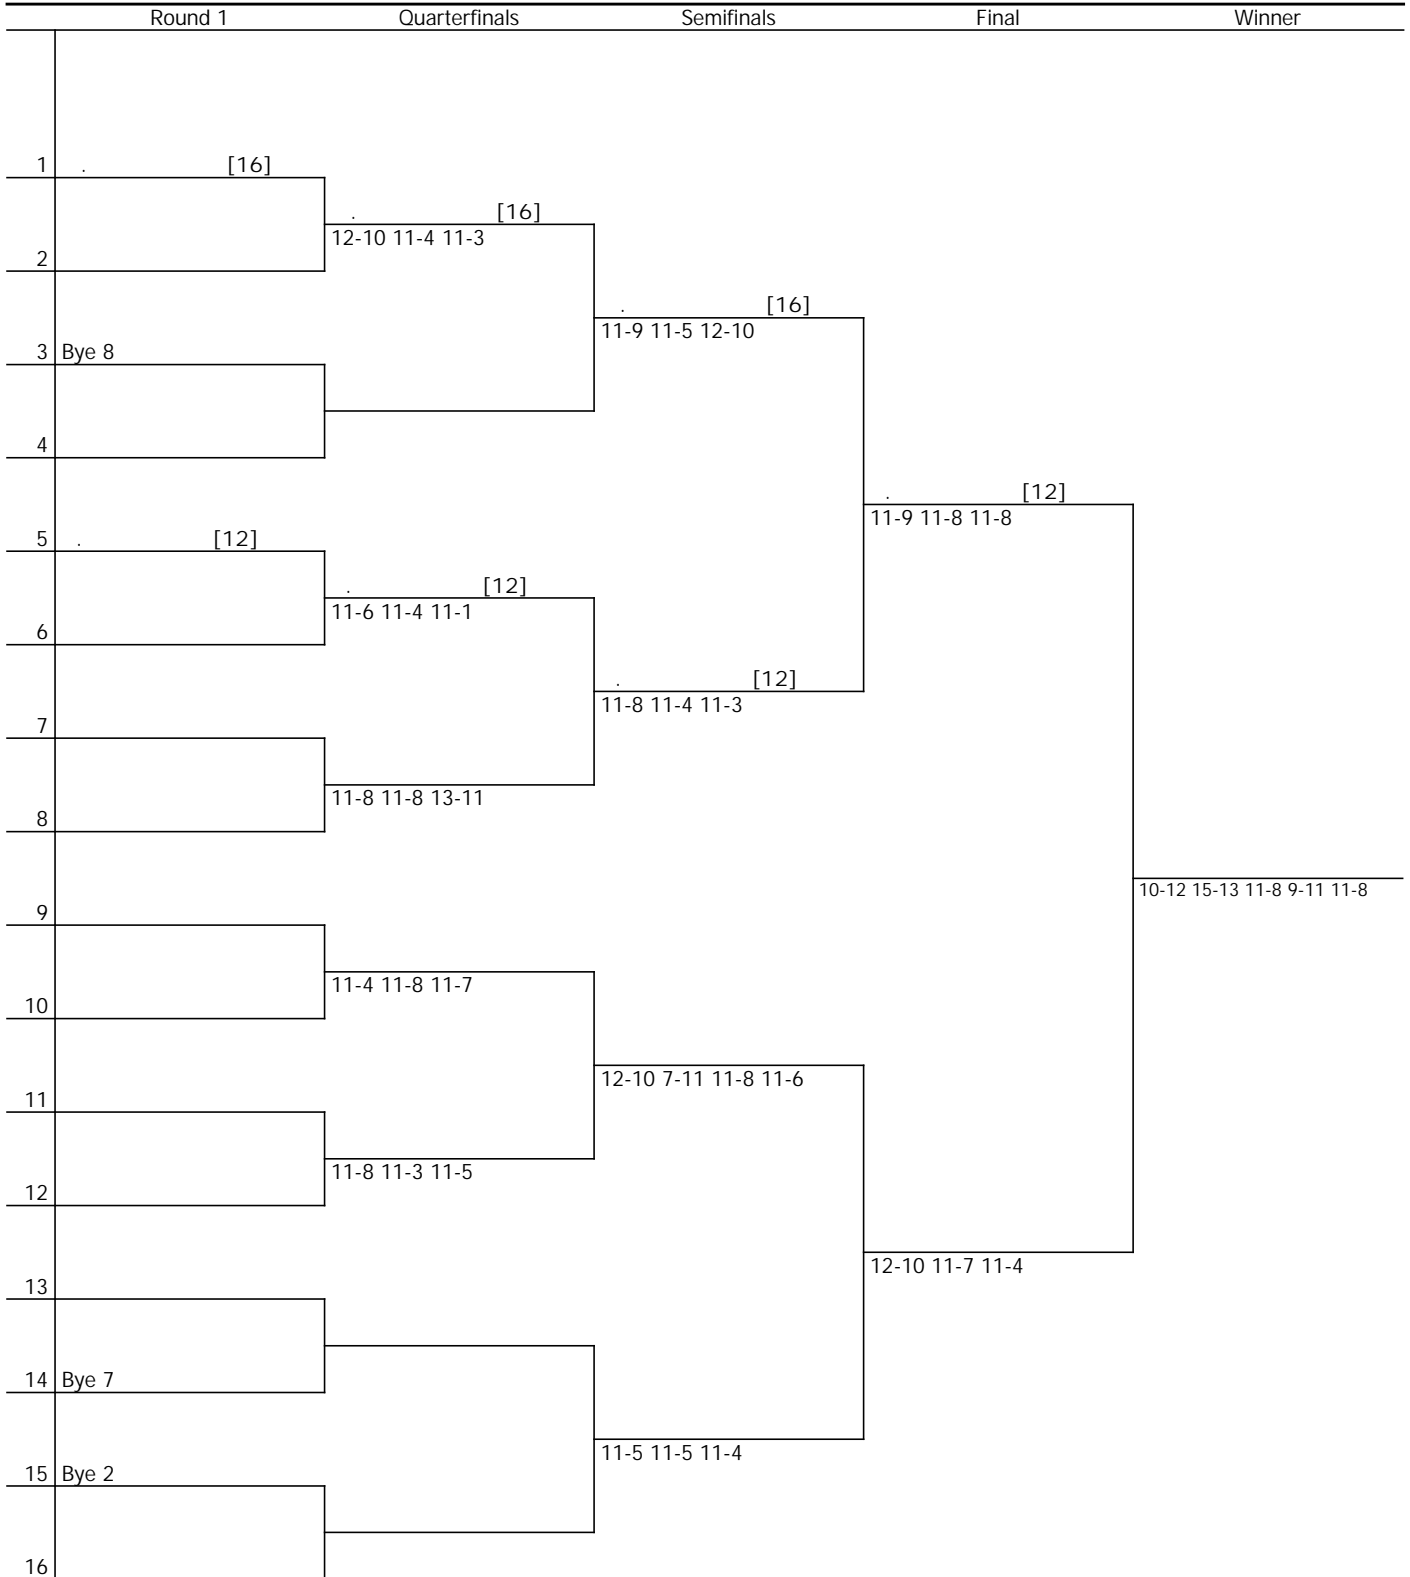 Round 1 Quarterfinals Semifinals Final Winner
1 . [16]
. [16]
12-10 11-4 11-3
2
. [16]
11-9 11-5 12-10
3 Bye 8
4
. [12]
11-9 11-8 11-8
5 . [12]
. [12]
11-6 11-4 11-1
6
. [12]
11-8 11-4 11-3
7
11-8 11-8 13-11
8
10-12 15-13 11-8 9-11 11-8
9
11-4 11-8 11-7
10
12-10 7-11 11-8 11-6
11
11-8 11-3 11-5
12
12-10 11-7 11-4
13
14 Bye 7
11-5 11-5 11-4
15 Bye 2
16